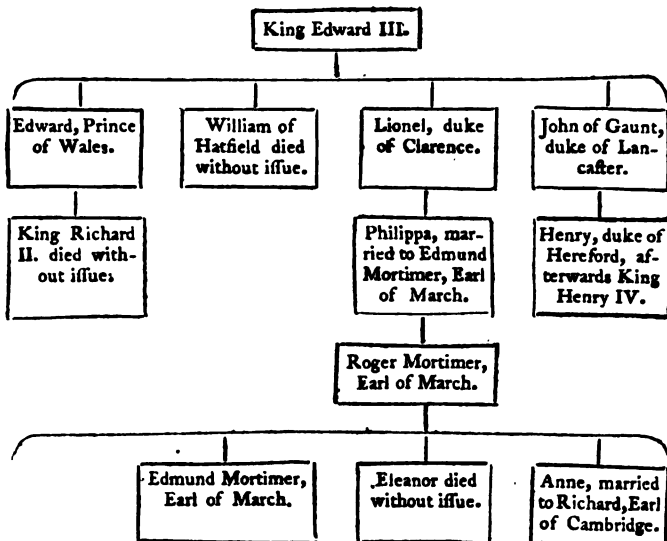 King Edward III.
Edward, Prince
of Wales.
William of
Hatfield died
without iſſue.
Lionel, duke
of Clarence.
John of Gaunt,
duke of Lan-
caſter.
King Richard
II. died with-
out iſſue;
Philippa, mar-
ried to Edmund
Mortimer, Earl
of March.
Henry, duke of
Hereford, af-
terwards King
Henry IV.
Roger Mortimer,
Earl of March.
Edmund Mortimer,
Earl of March.
Eleanor died
without iſſue.
Anne, married
to Richard, Earl
of Cambridge.